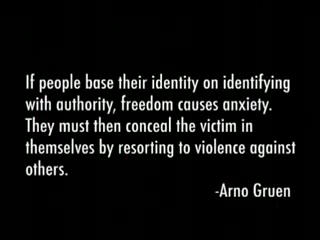 If people base their identity on identifying
with authority, freedom causes anxiety.
They must then conceal the victim in
themselves by resorting to violence against
others.
-Arno Gruen